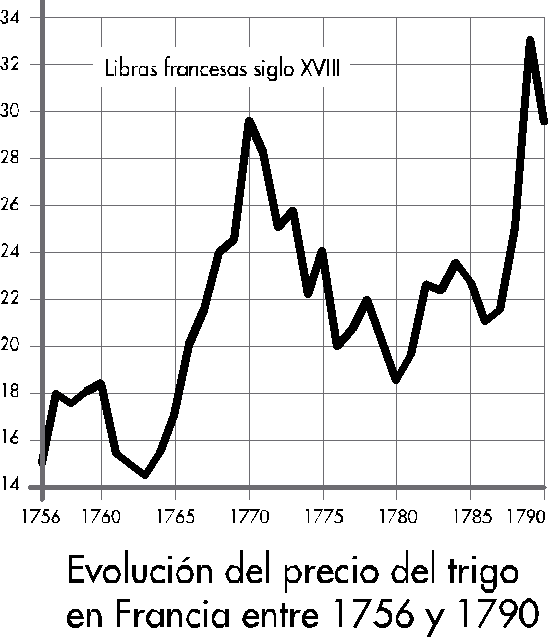 34
Libras francesas siglo XVIII
32
30
28
26
24
22
20
18
16
14
1756 1760 1765 1770 1775 1780 1785 1790
Evolución del precio del trigo
en Francia entre 1756 y 1790